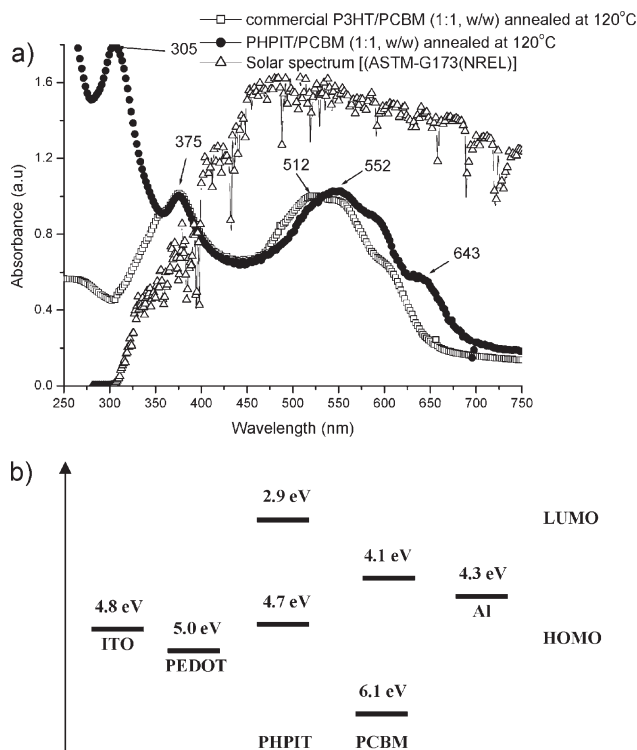 a)
commercial P3HT/PCBM (1:1, w/w) annealed at 120°C
PHPIT/PCBM (1:1, w/w) annealed at 120°C
Solar spectrum [(ASTM-G173(NREL)]
305
375
512
552
643
1.6
1.2
0.8
0.4
0.0
Absorbance (a.u)
250 300 350 400 450 500 550 600 650 700 750
Wavelength (nm)
b)
2.9 eV
LUMO
4.1 eV
4.3 eV
Al
4.8 eV
ITO
4.7 eV
5.0 eV
PEDOT
HOMO
6.1 eV
PHPIT PCBM